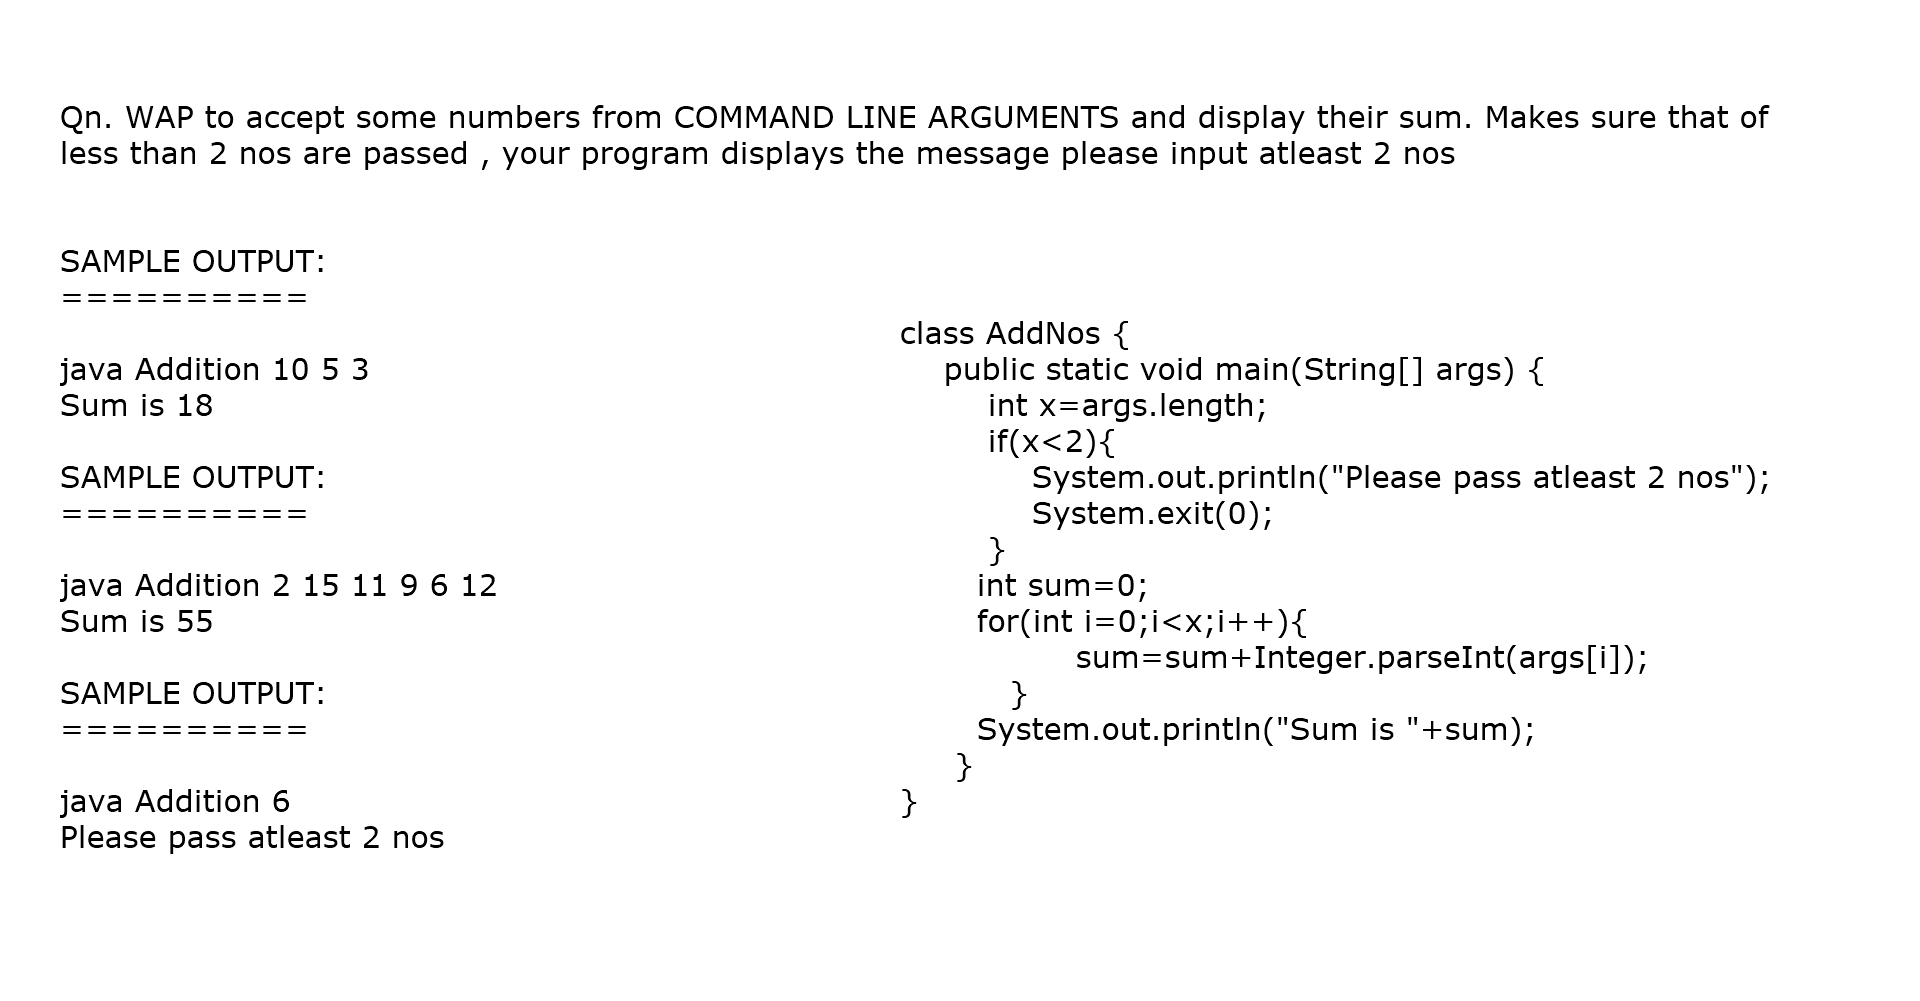 Qn. WAP to accept some numbers from COMMAND LINE ARGUMENTS and display their sum. Makes sure that of
less than 2 nos are passed , your program displays the message please input atleast 2 nos
SAMPLE OUTPUT:
==========
java Addition 10 5 3
Sum is 18
SAMPLE OUTPUT:
==========
java Addition 2 15 11 9 6 12
Sum is 55
SAMPLE OUTPUT:
==========
java Addition 6
Please pass atleast 2 nos
class AddNos {
public static void main(String[] args) {
int x=args.length;
if(x<2){
System.out.println("Please pass atleast 2 nos");
System.exit(0);
}
int sum=0;
for(int i=0;i<x;i++){
sum=sum+Integer.parseInt(args[i]);
}
System.out.println("Sum is "+sum);
}
}